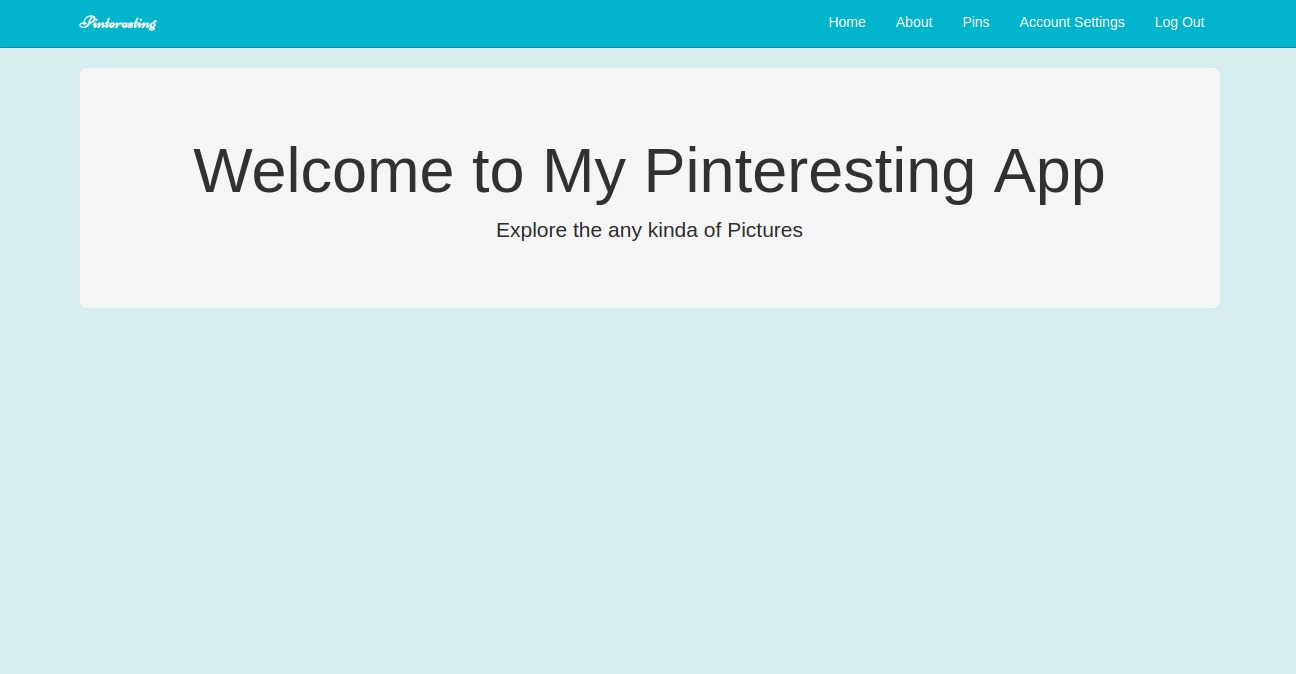 Pinteresting Home About Pins Account Settings Log Out
Welcome to My Pinteresting App
Explore the any kinda of Pictures